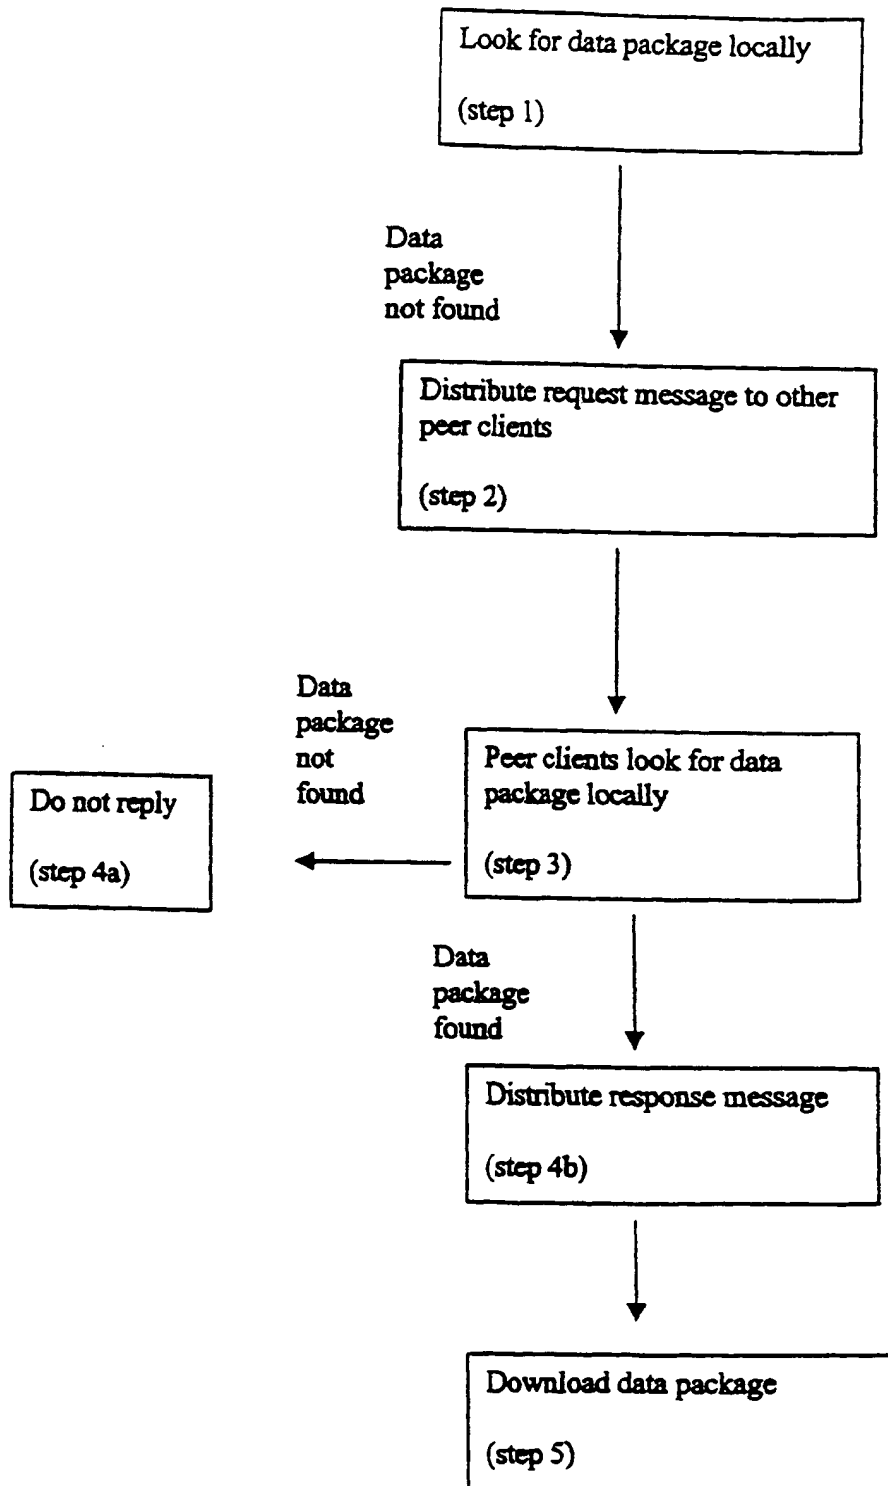 Look for data package locally
(step 1)
Data
package
not found
Distribute request message to other
peer clients
(step 2)
Data
package
not
found
Peer clients look for data
package locally
(step 3)
Do not reply
(step 4a)
Data
package
found
Distribute response message
(step 4b)
Download data package
(step 5)